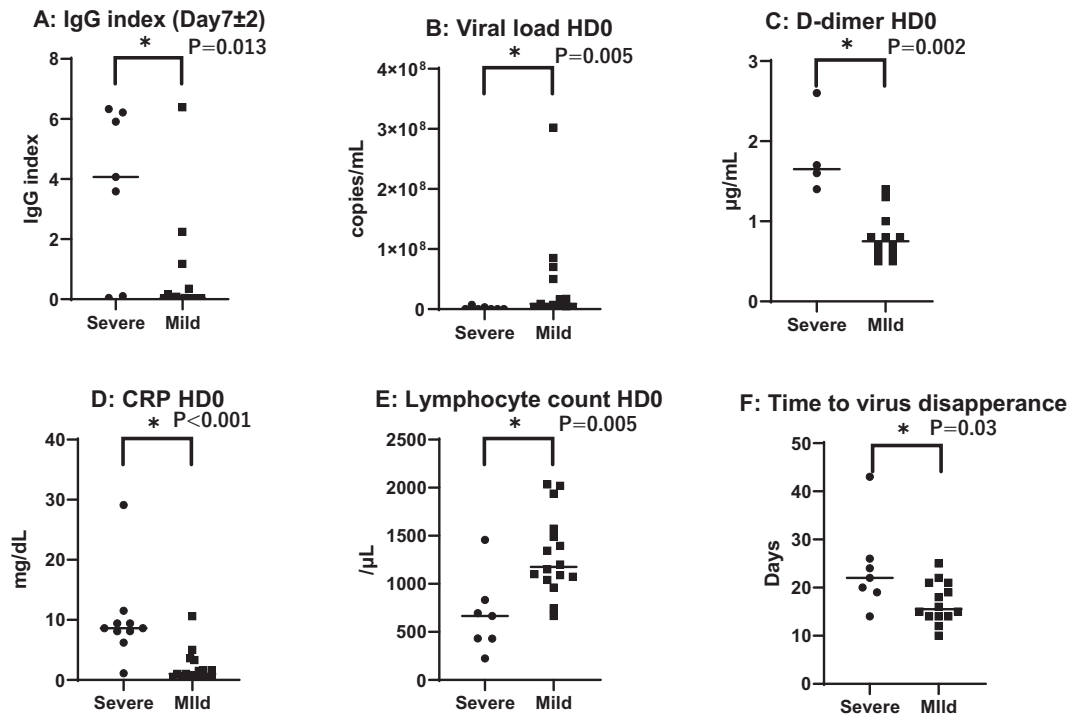 A: IgG index (Day7±2)
* P=0.013
8
6
4
2
0
IgG index
Severe Mild
B: Viral load HD0
* P=0.005
4×10⁸
3×10⁸
2×10⁸
1×10⁸
0
copies/mL
Severe Mild
C: D-dimer HD0
* P=0.002
3
2
1
0
µg/mL
Severe MIld
D: CRP HD0
* P<0.001
40
30
20
10
0
mg/dL
Severe MIld
E: Lymphocyte count HD0
* P=0.005
2500
2000
1500
1000
500
0
/µL
Severe Mild
F: Time to virus disapperance
* P=0.03
50
40
30
20
10
0
Days
Severe MIld